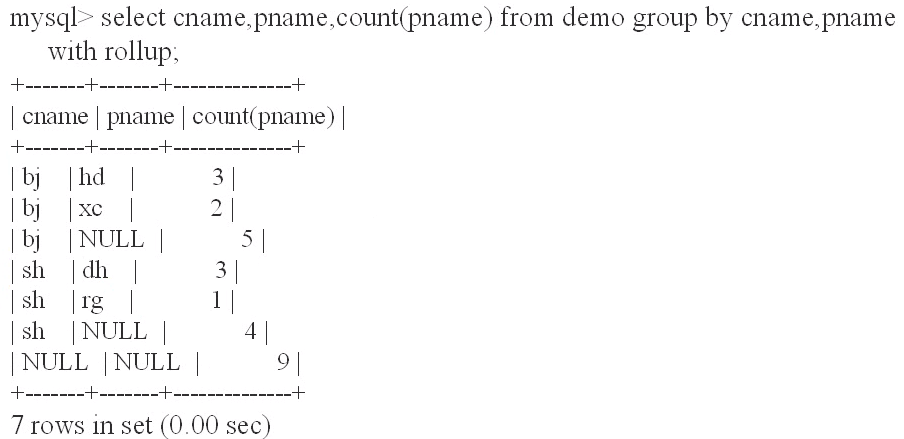 mysql> select cname,pname,count(pname) from demo group by cname,pname
with rollup;
+-------+-------+--------------+
| cname | pname | count(pname) |
+-------+-------+--------------+
| bj | hd | 3 |
| bj | xc | 2 |
| bj | NULL | 5 |
| sh | dh | 3 |
| sh | rg | 1 |
| sh | NULL | 4 |
| NULL | NULL | 9 |
+-------+-------+--------------+
7 rows in set (0.00 sec)